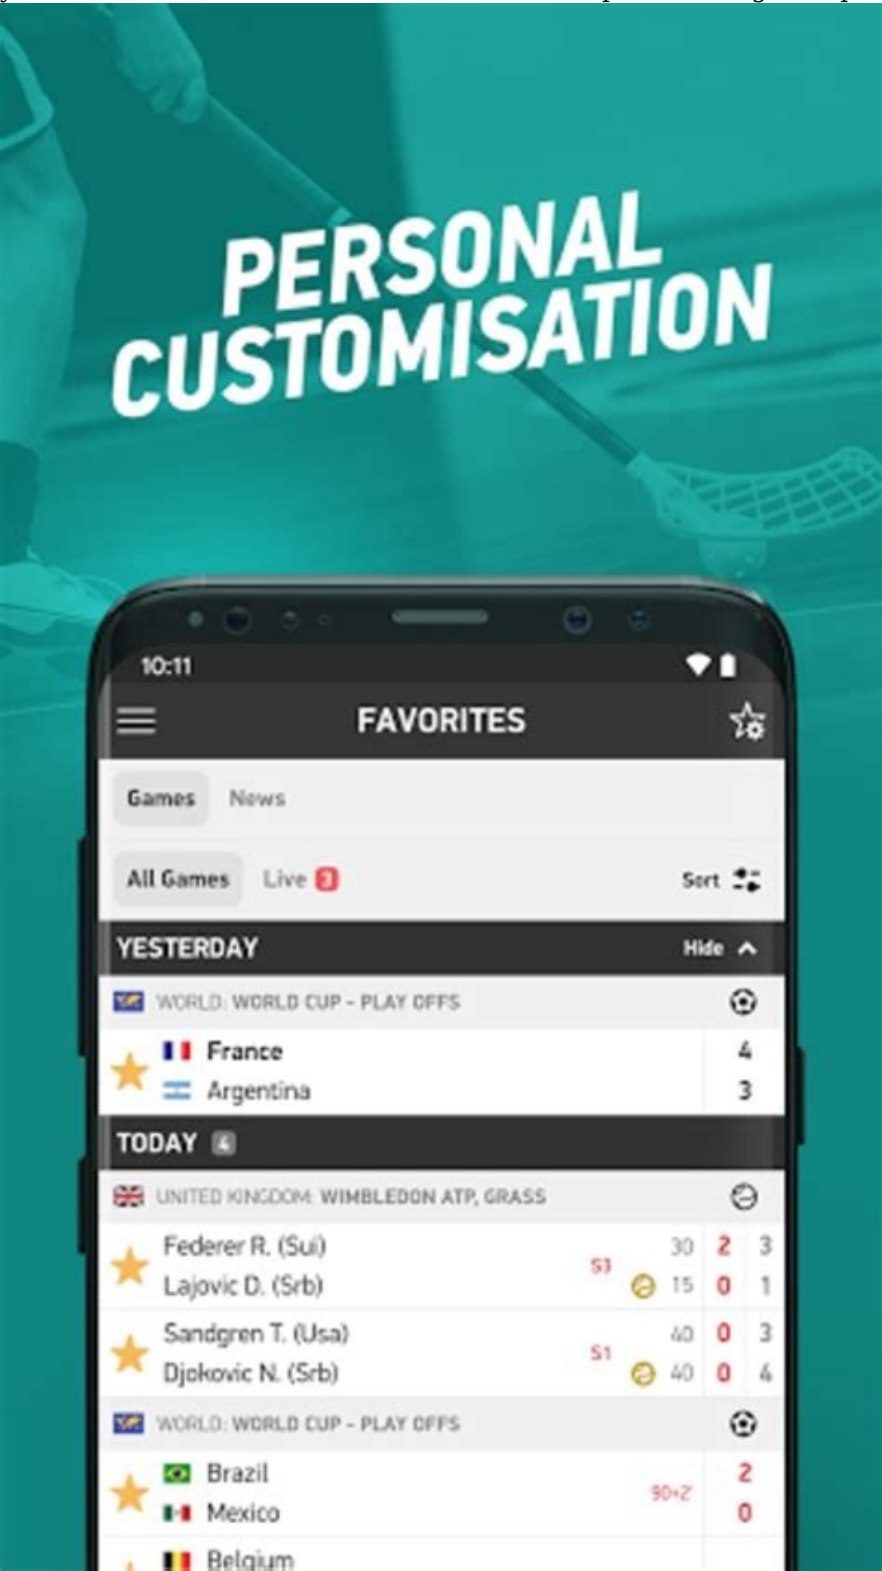 PERSONAL
CUSTOMISATION
10:11
FAVORITES
Games News
All Games Live 3 Sort
YESTERDAY Hide
WORLD: WORLD CUP - PLAY OFFS
France 4
Argentina 3
TODAY 4
UNITED KINGDOM: WIMBLEDON ATP, GRASS
Federer R. (Sui) 30 2 3
S3
Lajovic D. (Srb) 15 0 1
Sandgren T. (Usa) 40 0 3
S1
Djokovic N. (Srb) 40 0 4
WORLD: WORLD CUP - PLAY OFFS
Brazil 2
90+2'
Mexico 0
Belgium